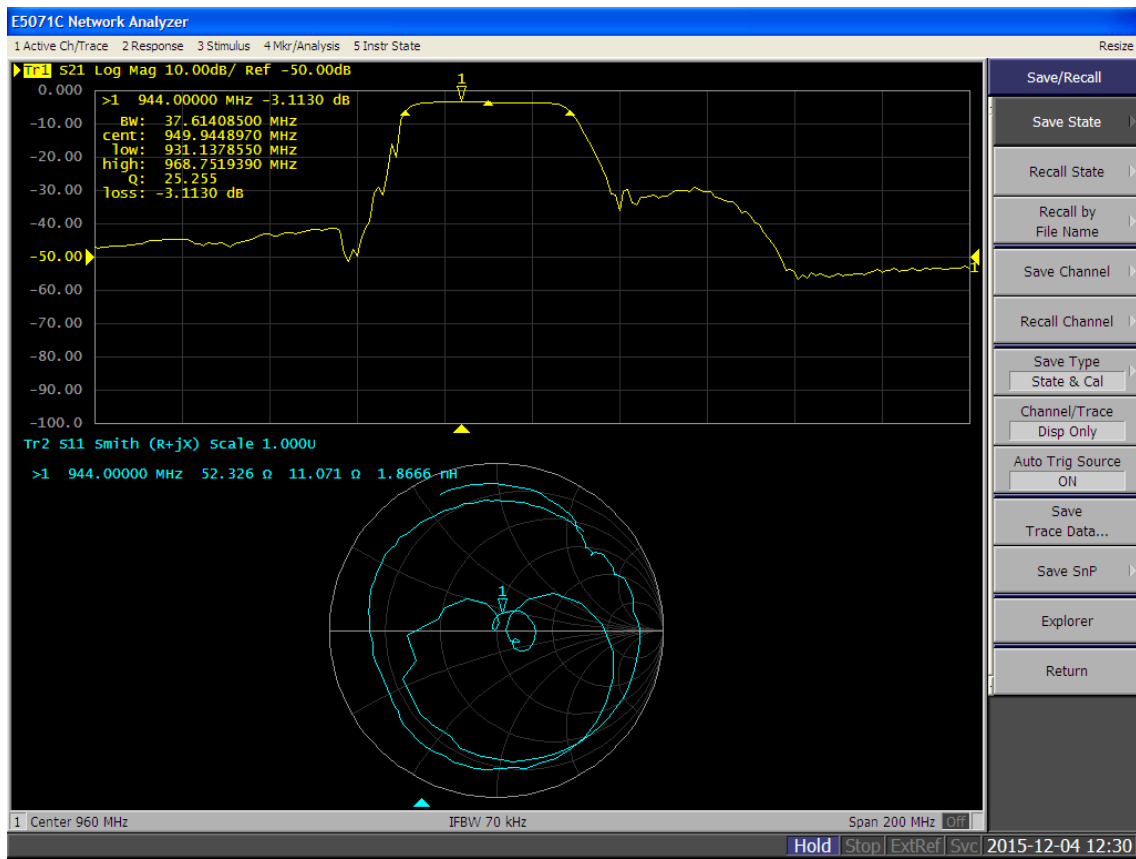 E5071C Network Analyzer
1 Active Ch/Trace 2 Response 3 Stimulus 4 Mkr/Analysis 5 Instr State Resize
Tr1 S21 Log Mag 10.00dB/ Ref -50.00dB
>1 944.00000 MHz -3.1130 dB
BW: 37.61408500 MHz
cent: 949.9448970 MHz
low: 931.1378550 MHz
high: 968.7519390 MHz
Q: 25.255
loss: -3.1130 dB
1
0.000
-10.00
-20.00
-30.00
-40.00
-50.00
-60.00
-70.00
-80.00
-90.00
-100.0
1
Tr2 S11 Smith (R+jX) Scale 1.000U
>1 944.00000 MHz 52.326 Ω 11.071 Ω 1.8666 nH
1
1 Center 960 MHz IFBW 70 kHz Span 200 MHz Off
Save/Recall
Save State
Recall State
Recall by
File Name
Save Channel
Recall Channel
Save Type
State & Cal
Channel/Trace
Disp Only
Auto Trig Source
ON
Save
Trace Data...
Save SnP
Explorer
Return
Hold Stop ExtRef Svc 2015-12-04 12:30